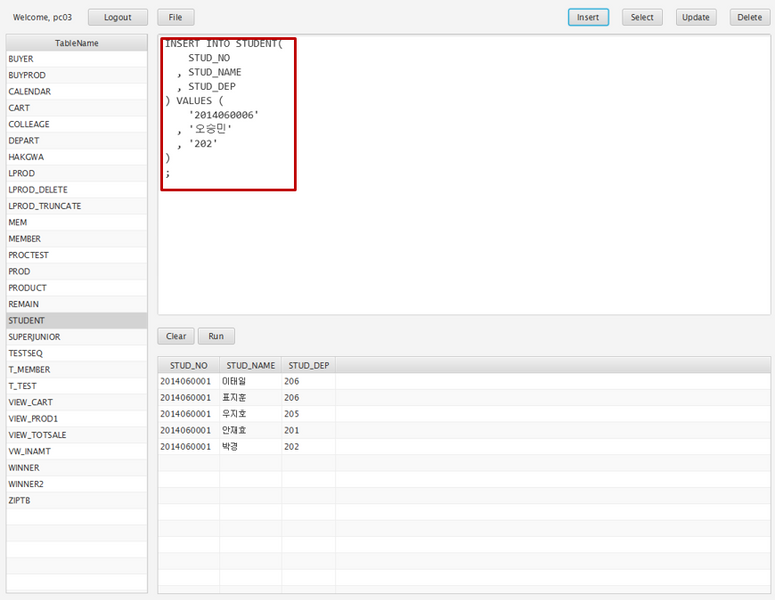 Welcome, pc03 Logout File Insert Select Update Delete
TableName
BUYER
BUYPROD
CALENDAR
CART
COLLEAGE
DEPART
HAKGWA
LPROD
LPROD_DELETE
LPROD_TRUNCATE
MEM
MEMBER
PROCTEST
PROD
PRODUCT
REMAIN
STUDENT
SUPERJUNIOR
TESTSEQ
T_MEMBER
T_TEST
VIEW_CART
VIEW_PROD1
VIEW_TOTSALE
VW_INAMT
WINNER
WINNER2
ZIPTB
INSERT INTO STUDENT(
STUD_NO
, STUD_NAME
, STUD_DEP
) VALUES (
'2014060006'
, '오승민'
, '202'
)
;
Clear Run
STUD_NO STUD_NAME STUD_DEP
2014060001 이태일 206
2014060001 표지훈 206
2014060001 우지호 205
2014060001 안재효 201
2014060001 박경 202